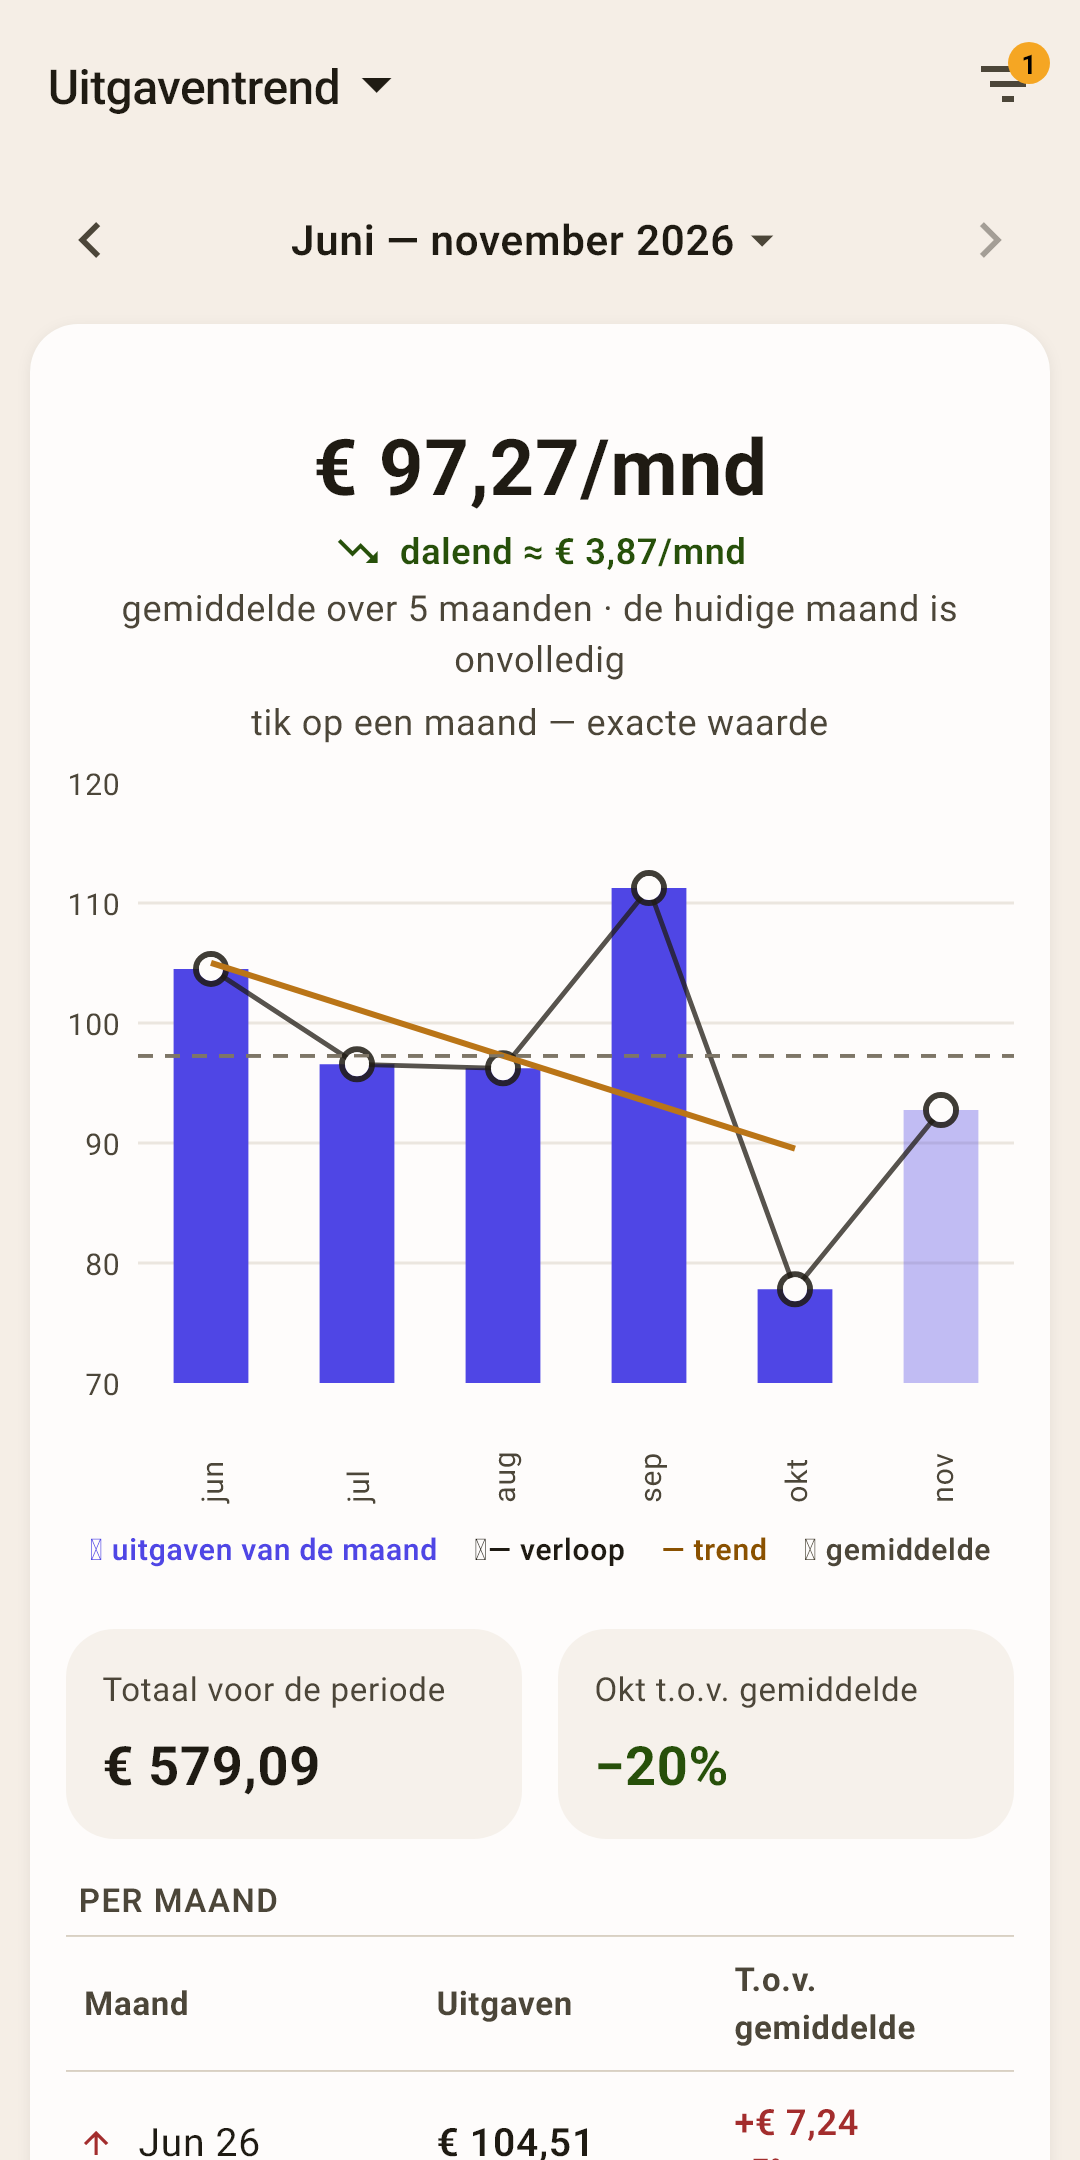 Uitgaventrend
1
Juni — november 2026
€ 97,27/mnd
dalend ≈ € 3,87/mnd
gemiddelde over 5 maanden · de huidige maand is
onvolledig
tik op een maand — exacte waarde
120
110
100
90
80
70
jun
jul
aug
sep
okt
nov
uitgaven van de maand
— verloop
— trend
gemiddelde
Totaal voor de periode
€ 579,09
Okt t.o.v. gemiddelde
−20%
PER MAAND
Maand
Uitgaven
T.o.v.
gemiddelde
Jun 26
€ 104,51
+€ 7,24